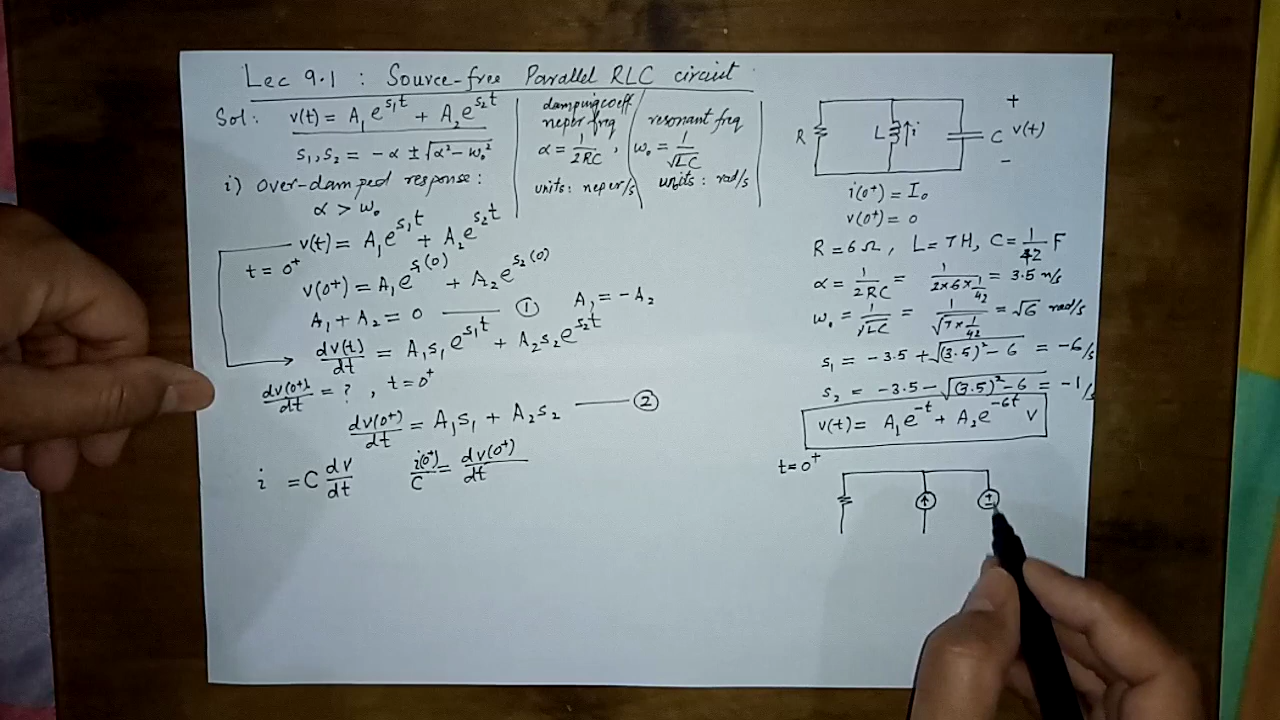 Lec 9.1 : Source-free Parallel RLC circuit
Sol: v(t) = A₁e^{s₁t} + A₂e^{s₂t}
s₁,s₂ = -α ± √(α²-ω₀²)
i) Over-damped response:
α > ω₀
damping coeff
neper freq
α = 1/2RC ,
units: neper/s
resonant freq
ω₀ = 1/√LC
units: rad/s
v(t) = A₁e^{s₁t} + A₂e^{s₂t}
t = 0⁺
v(0⁺) = A₁e^{s₁(0)} + A₂e^{s₂(0)}
A₁ + A₂ = 0 —— ① A₁ = -A₂
dv(t)/dt = A₁s₁e^{s₁t} + A₂s₂e^{s₂t}
dv(0⁺)/dt = ? , t = 0⁺
dv(0⁺)/dt = A₁s₁ + A₂s₂ —— ②
i = C dv/dt i(0⁺)/C = dv(0⁺)/dt
R L i C + v(t) -
i(0⁺) = I₀
v(0⁺) = 0
R = 6 Ω , L = 7H, C = 1/42 F
α = 1/2RC = 1/(2×6×1/42) = 3.5 n/s
ω₀ = 1/√LC = 1/√(7×1/42) = √6 rad/s
s₁ = -3.5 + √((3.5)²-6) = -6/s
s₂ = -3.5 - √((3.5)²-6) = -1/s
v(t) = A₁e^{-t} + A₂e^{-6t} V
t = 0⁺
+
-